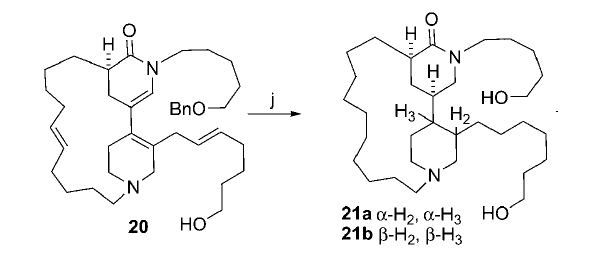 O
H
N
BnO
N
HO
20
j
O
H
N
H
HO
H₃
H₂
N
HO
21a α-H₂, α-H₃
21b β-H₂, β-H₃